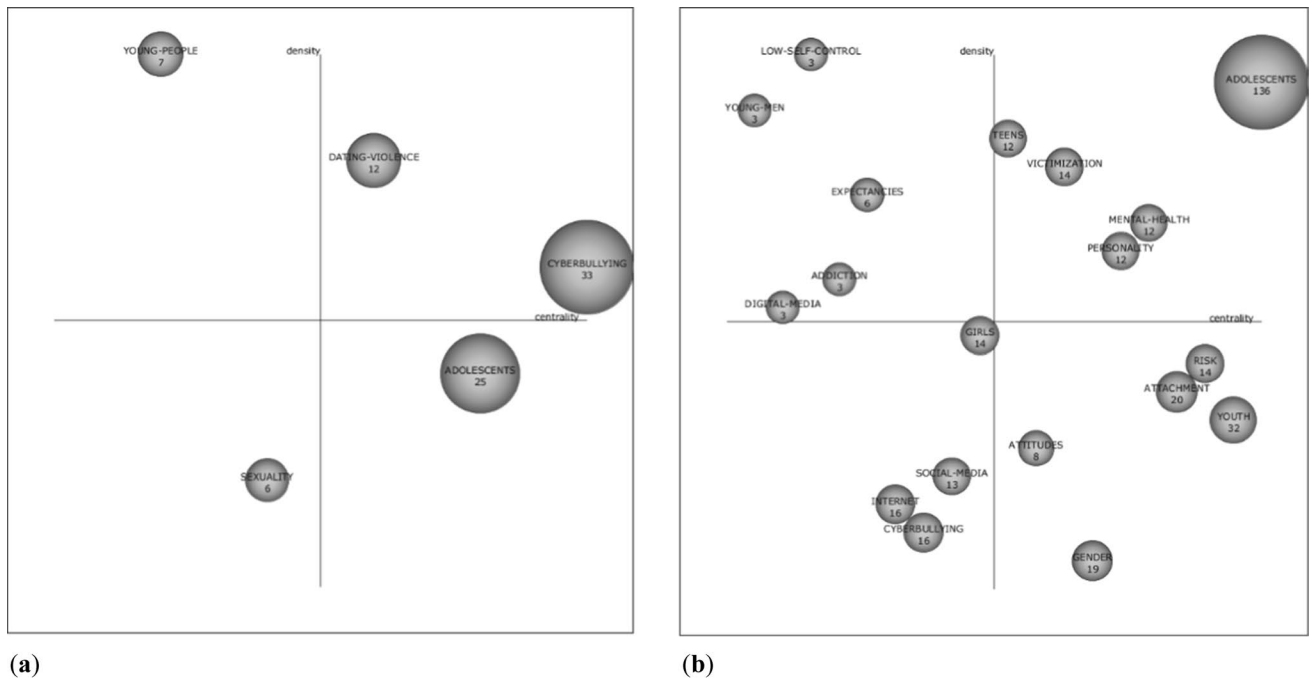 YOUNG-PEOPLE
7
density
DATING-VIOLENCE
12
CYBERBULLYING
33
centrality
ADOLESCENTS
25
SEXUALITY
6
(a)
LOW-SELF-CONTROL
3
density
ADOLESCENTS
136
YOUNG-MEN
3
TEENS
12
VICTIMIZATION
14
EXPECTANCIES
6
MENTAL-HEALTH
12
PERSONALITY
12
ADDICTION
3
DIGITAL-MEDIA
3
centrality
GIRLS
14
RISK
14
ATTACHMENT
20
YOUTH
32
ATTITUDES
8
SOCIAL-MEDIA
13
INTERNET
16
CYBERBULLYING
16
GENDER
19
(b)